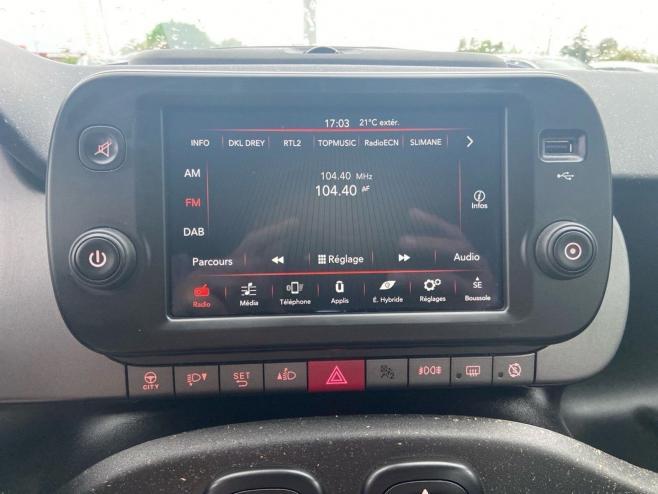 17:03 21°C extér.
INFO DKL DREY RTL2 TOPMUSIC RadioECN SLIMANE
AM
104.40 MHz
FM
104.40 AF
Infos
DAB
Parcours Réglage Audio
SE
Radio Média Téléphone Applis É. Hybride Réglages Boussole
CITY SET